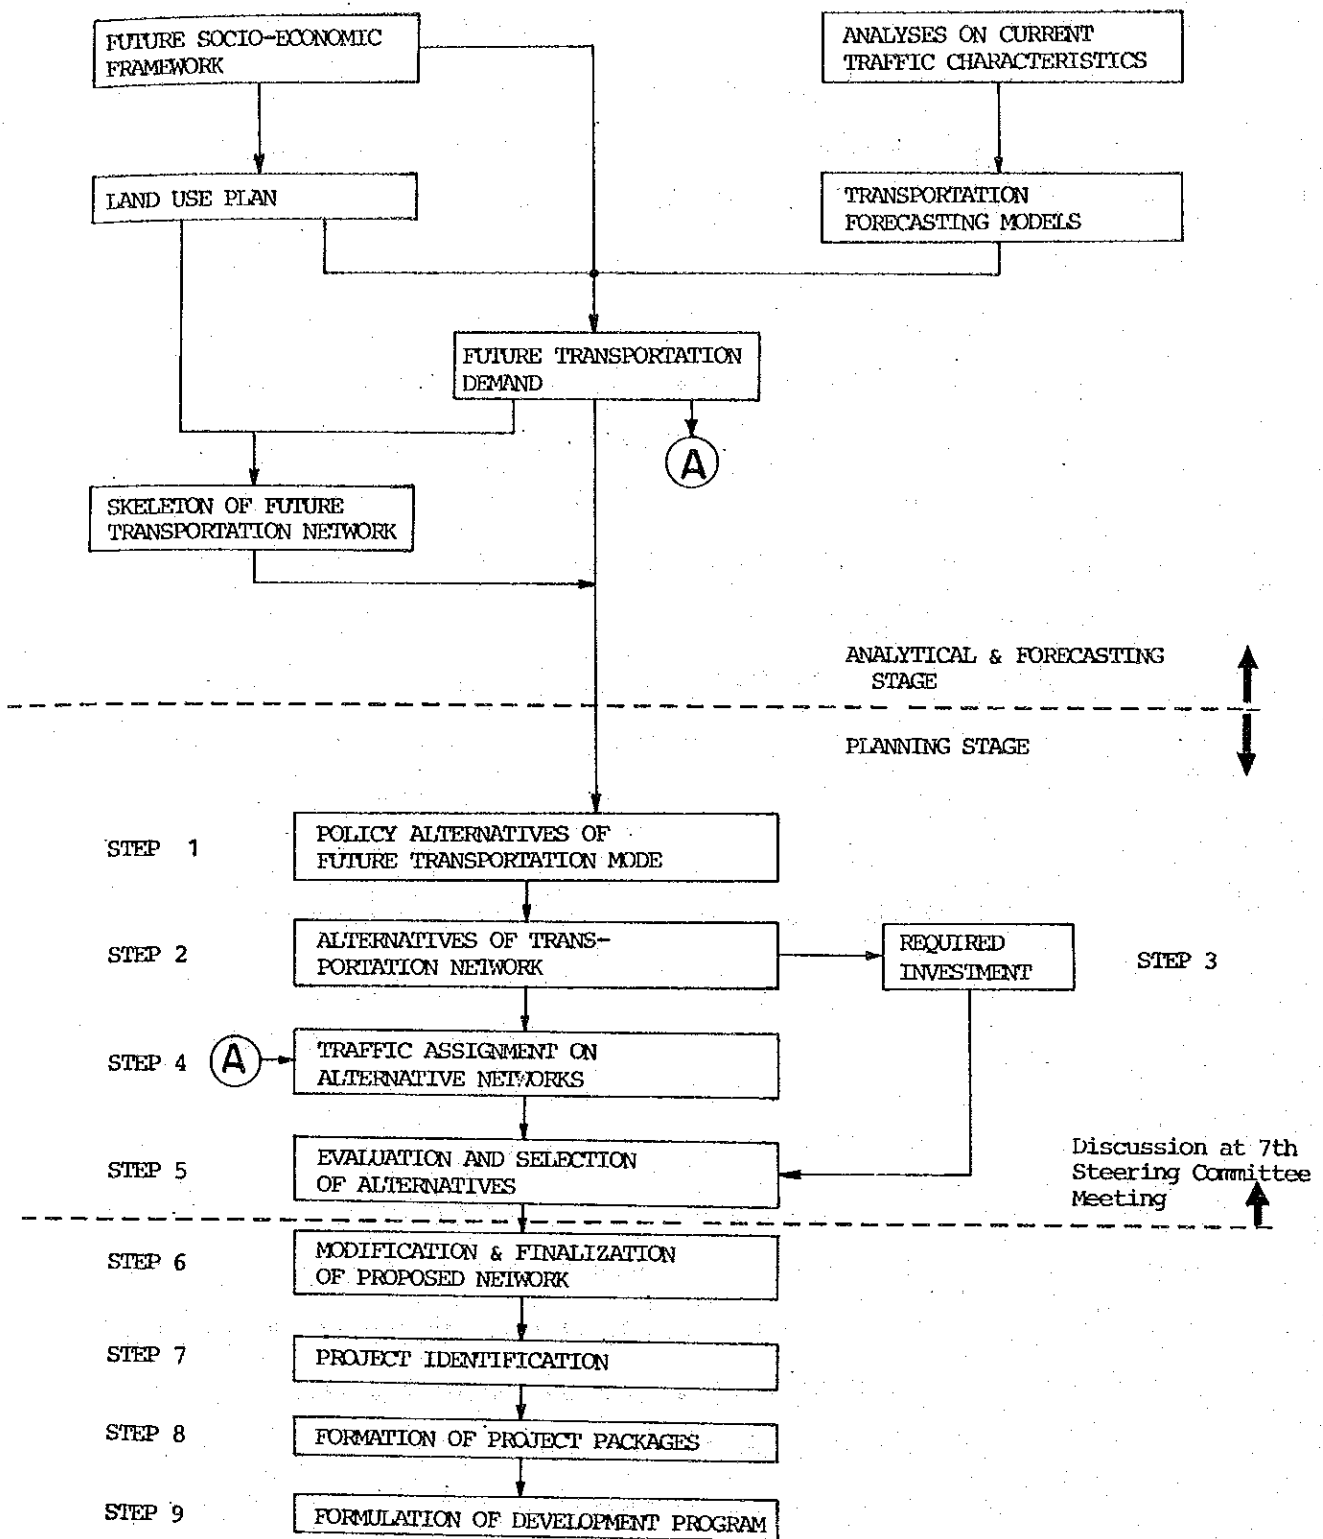 FUTURE SOCIO-ECONOMIC
FRAMEWORK
ANALYSES ON CURRENT
TRAFFIC CHARACTERISTICS
LAND USE PLAN
TRANSPORTATION
FORECASTING MODELS
FUTURE TRANSPORTATION
DEMAND
A
SKELETON OF FUTURE
TRANSPORTATION NETWORK
ANALYTICAL & FORECASTING
STAGE
PLANNING STAGE
STEP 1
POLICY ALTERNATIVES OF
FUTURE TRANSPORTATION MODE
STEP 2
ALTERNATIVES OF TRANS-
PORTATION NETWORK
REQUIRED
INVESTMENT
STEP 3
STEP 4
A
TRAFFIC ASSIGNMENT ON
ALTERNATIVE NETWORKS
STEP 5
EVALUATION AND SELECTION
OF ALTERNATIVES
Discussion at 7th
Steering Committee
Meeting
STEP 6
MODIFICATION & FINALIZATION
OF PROPOSED NETWORK
STEP 7
PROJECT IDENTIFICATION
STEP 8
FORMATION OF PROJECT PACKAGES
STEP 9
FORMULATION OF DEVELOPMENT PROGRAM